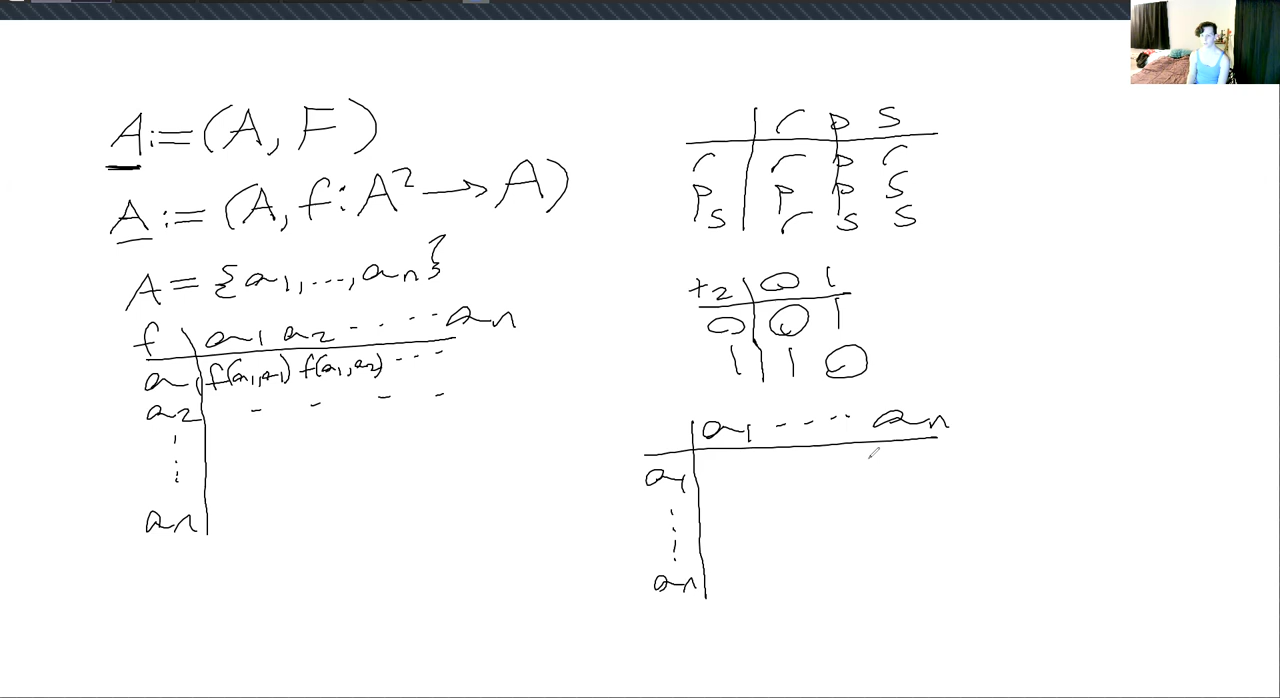 A := (A, F)
A := (A, f: A² → A)
A = {a₁, ..., aₙ}
f | a₁ a₂ ..... aₙ
a₁ | f(a₁,a₁) f(a₁,a₂) ...
a₂ | - - - -
⋮
aₙ |
| r p s
r | r p r
p | p p s
s | r s s
+₂ | 0 1
0 | 0 1
1 | 1 0
| a₁ ..... aₙ
a₁ |
⋮
aₙ |